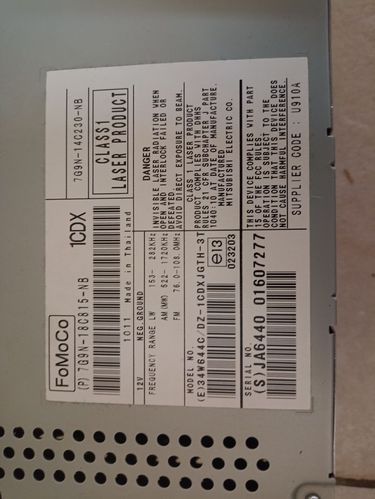 FoMoCo
(P) 7G9N-18C815-NB
1CDX
1011 Made in Thailand
7G9N-14C230-NB
CLASS1
LASER PRODUCT
12V NEG.GROUND
FREQUENCY RANGE LW 153- 282KHz
AM(MW) 522- 1720KHz
FM 76.0-108.0MHz
DANGER
INVISIBLE LASER RADIATION WHEN
OPEN AND INTERLOCK FAILED OR
DEFEATED.
AVOID DIRECT EXPOSURE TO BEAM.
MODEL NO.
(E)34W644C/DZ-1CDXJGTH-3T
e13
023203
CLASS 1 LASER PRODUCT
PRODUCT COMPLIES WITH DHHS
RULES 21 CFR SUBCHAPTER J PART
1040 AT DATE OF MANUFACTURE.
MANUFACTURED
MITSUBISHI ELECTRIC CO.
SERIAL NO.
(S)JA6440 01607277
THIS DEVICE COMPLIES WITH PART
15 OF THE FCC RULES
OPERATION IS SUBJECT TO THE
CONDITION THAT THIS DEVICE DOES
NOT CAUSE HARMFUL INTERFERENCE.
SUPPLIER CODE : U910A